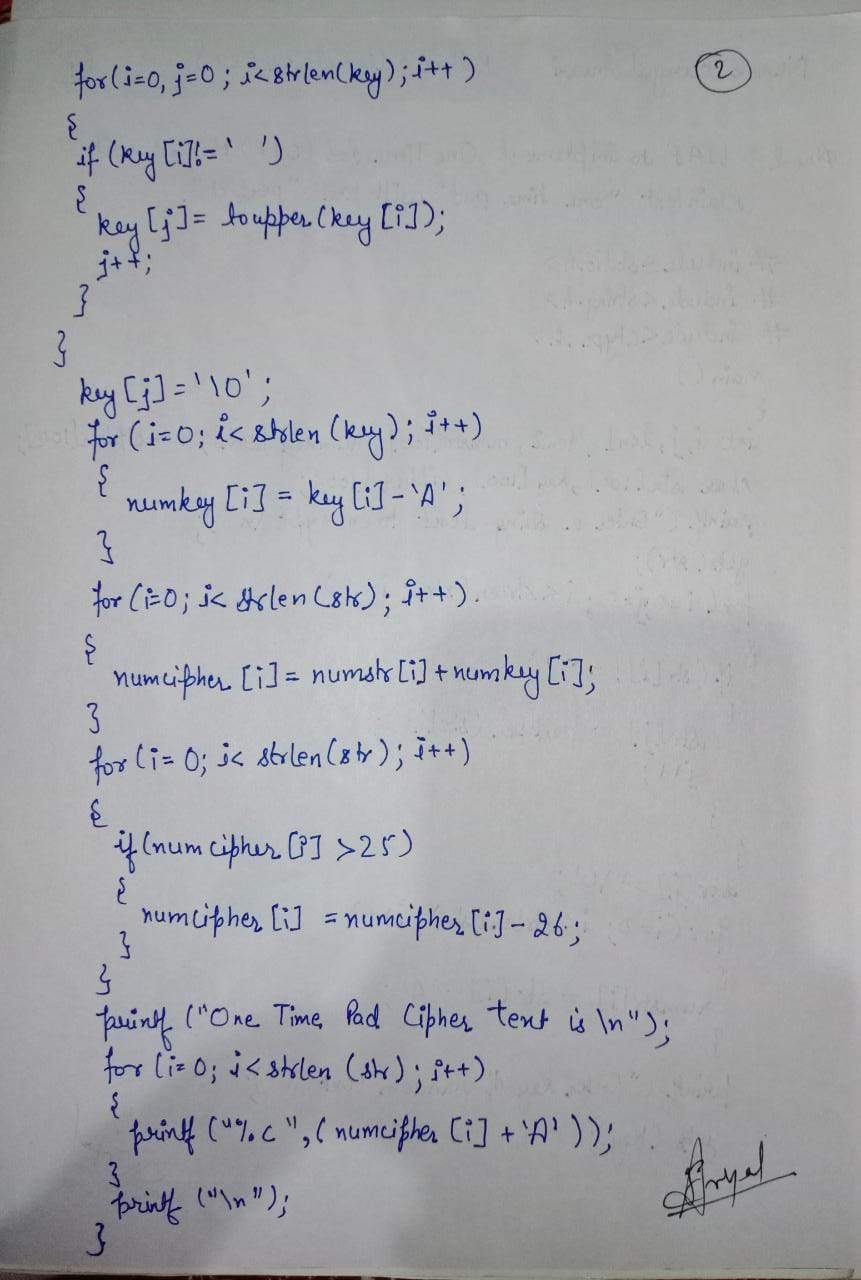 2
for(i=0, j=0; i<strlen(key); i++)
{
if (key[i]!=' ')
{
key[j]= toupper(key[i]);
j++;
}
}
key[j]='\0';
for (i=0; i<strlen(key); i++)
{
numkey[i] = key[i]-'A';
}
for (i=0; i<strlen(str); i++).
{
numcipher[i]= numstr[i]+numkey[i];
}
for (i=0; i<strlen(str); i++)
{
if (numcipher[i] >25)
{
numcipher[i] =numcipher[i]-26;
}
}
printf ("One Time Pad Cipher text is \n");
for (i=0; i<strlen(str); i++)
{
printf ("%c",(numcipher[i]+'A'));
}
printf ("\n");
}